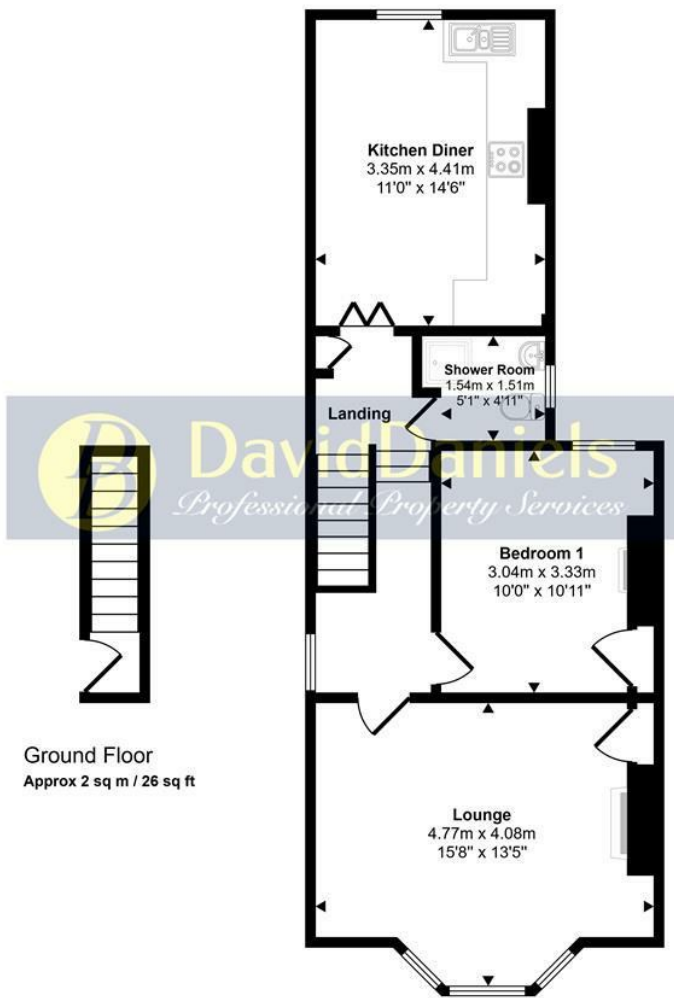 Kitchen Diner
3.35m x 4.41m
11'0" x 14'6"
Shower Room
1.54m x 1.51m
5'1" x 4'11"
Landing
DD
DavidDaniels
Professional Property Services
Bedroom 1
3.04m x 3.33m
10'0" x 10'11"
Ground Floor
Approx 2 sq m / 26 sq ft
Lounge
4.77m x 4.08m
15'8" x 13'5"